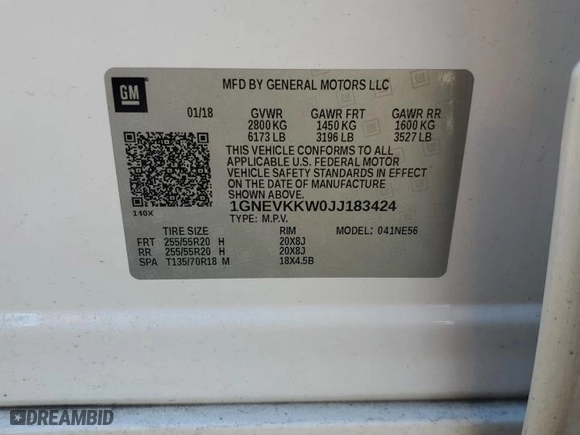 GM
MFD BY GENERAL MOTORS LLC
01/18 GVWR GAWR FRT GAWR RR
2800 KG 1450 KG 1600 KG
6173 LB 3196 LB 3527 LB
THIS VEHICLE CONFORMS TO ALL
APPLICABLE U.S. FEDERAL MOTOR
VEHICLE SAFETY STANDARDS IN EFFECT
ON THE DATE OF MANUFACTURE
SHOWN ABOVE.
140X
1GNEVKKW0JJ183424
TYPE: M.P.V.
TIRE SIZE RIM MODEL: 041NE56
FRT 255/55R20 H 20X8J
RR 255/55R20 H 20X8J
SPA T135/70R18 M 18X4.5B
DREAMBID